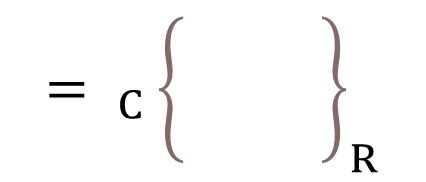 = C { } R